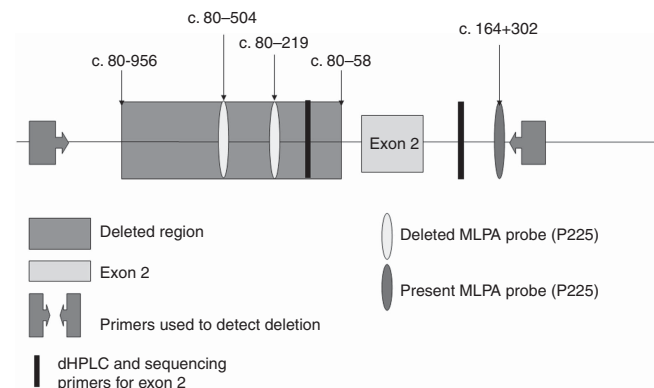 c. 80–504
c. 164+302
c. 80–219
c. 80-956
c. 80–58
Exon 2
Deleted region
Deleted MLPA probe (P225)
Exon 2
Present MLPA probe (P225)
Primers used to detect deletion
dHPLC and sequencing
primers for exon 2